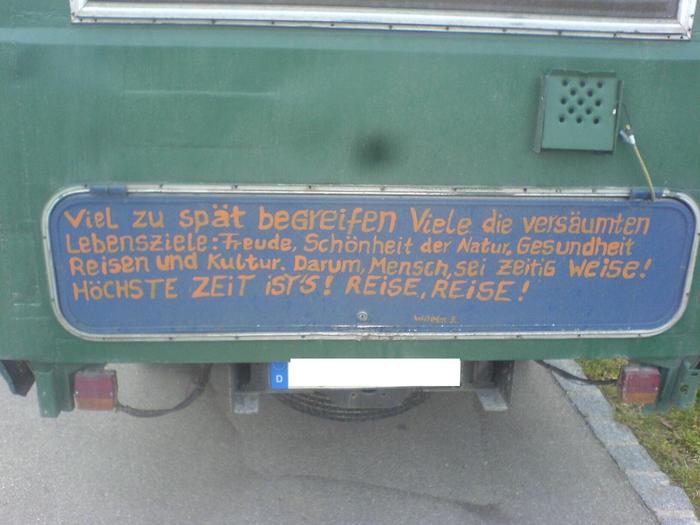 Viel zu spät begreifen Viele die versäumten
Lebensziele: Freude, Schönheit der Natur, Gesundheit
Reisen und Kultur. Darum, Mensch, sei zeitig weise!
HÖCHSTE ZEIT IST'S! REISE, REISE!
Wilhelm B.
D